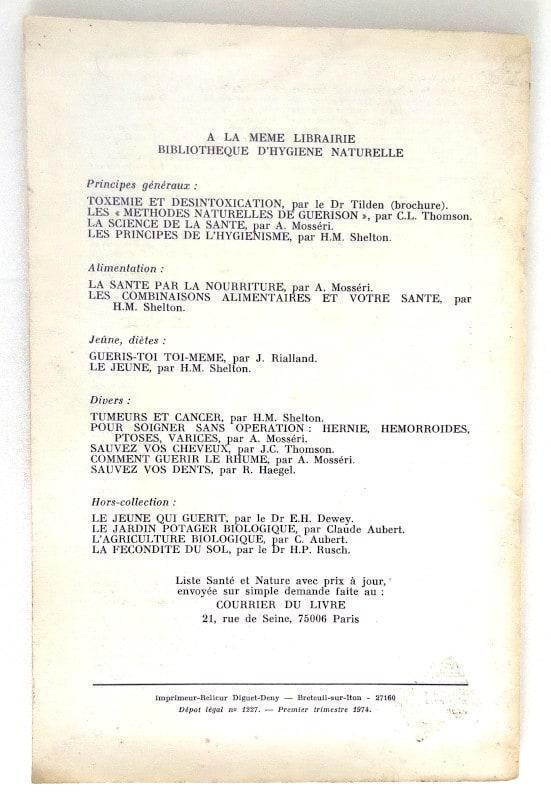 A LA MEME LIBRAIRIE
BIBLIOTHEQUE D'HYGIENE NATURELLE
Principes généraux :
TOXEMIE ET DESINTOXICATION, par le Dr Tilden (brochure).
LES « METHODES NATURELLES DE GUERISON », par C.L. Thomson.
LA SCIENCE DE LA SANTE, par A. Mosséri.
LES PRINCIPES DE L'HYGIENISME, par H.M. Shelton.
Alimentation :
LA SANTE PAR LA NOURRITURE, par A. Mosséri.
LES COMBINAISONS ALIMENTAIRES ET VOTRE SANTE, par
H.M. Shelton.
Jeûne, diètes :
GUERIS-TOI TOI-MEME, par J. Rialland.
LE JEUNE, par H.M. Shelton.
Divers :
TUMEURS ET CANCER, par H.M. Shelton.
POUR SOIGNER SANS OPERATION : HERNIE, HEMORROIDES,
PTOSES, VARICES, par A. Mosséri.
SAUVEZ VOS CHEVEUX, par J.C. Thomson.
COMMENT GUERIR LE RHUME, par A. Mosséri.
SAUVEZ VOS DENTS, par R. Haegel.
Hors-collection :
LE JEUNE QUI GUERIT, par le Dr E.H. Dewey.
LE JARDIN POTAGER BIOLOGIQUE, par Claude Aubert.
L'AGRICULTURE BIOLOGIQUE, par C. Aubert.
LA FECONDITE DU SOL, par le Dr H.P. Rusch.
Liste Santé et Nature avec prix à jour,
envoyée sur simple demande faite au :
COURRIER DU LIVRE
21, rue de Seine, 75006 Paris
Imprimeur-Relieur Diguet-Deny — Breteuil-sur-Iton - 27160
Dépot légal n° 1227. — Premier trimestre 1974.